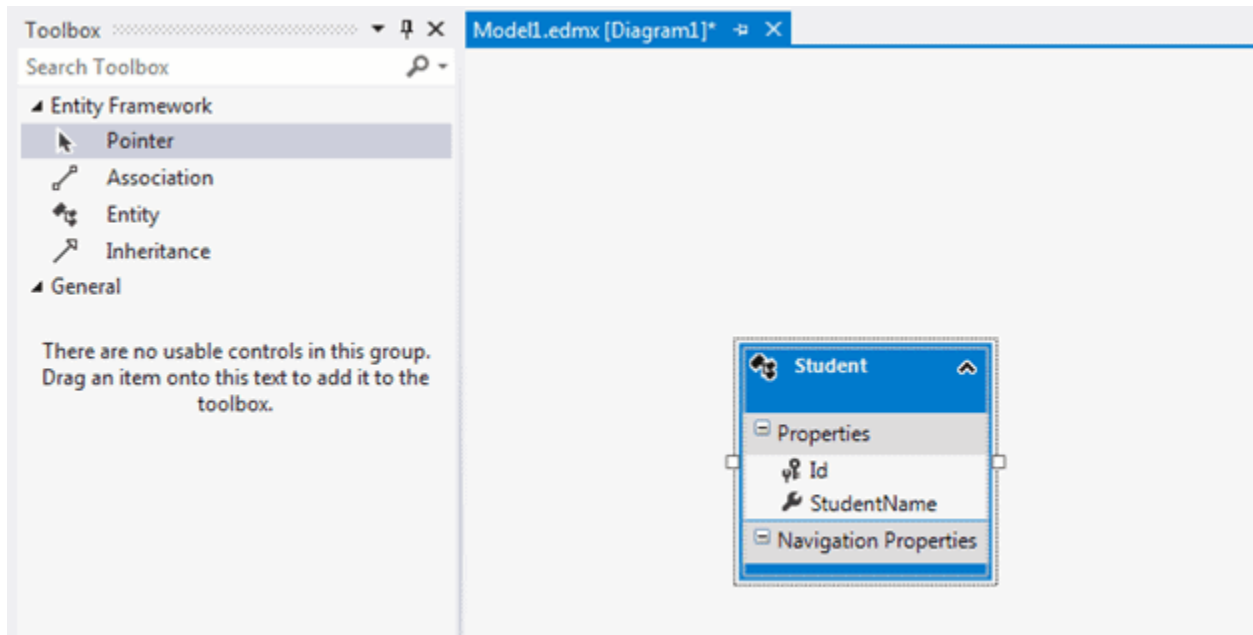 Toolbox
Model1.edmx [Diagram1]*
Search Toolbox
Entity Framework
Pointer
Association
Entity
Inheritance
General
There are no usable controls in this group.
Drag an item onto this text to add it to the
toolbox.
Student
Properties
Id
StudentName
Navigation Properties